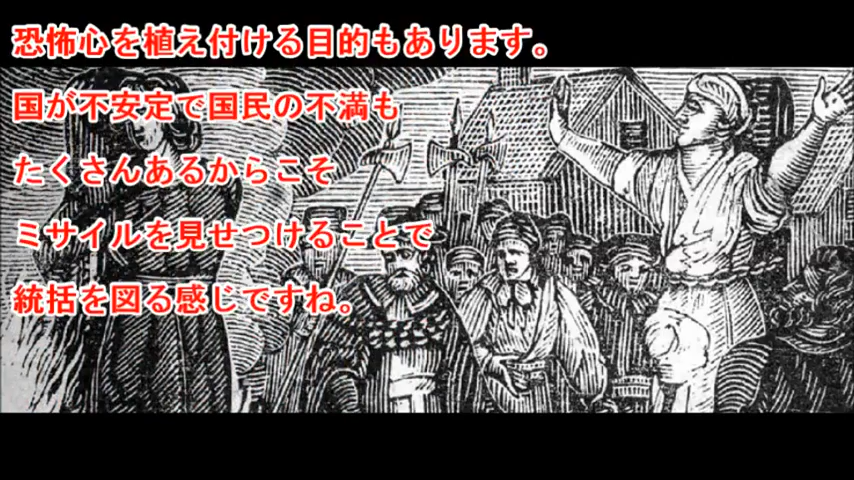 恐怖心を植え付ける目的もあります。
国が不安定で国民の不満も
たくさんあるからこそ
ミサイルを見せつけることで
統括を図る感じですね。